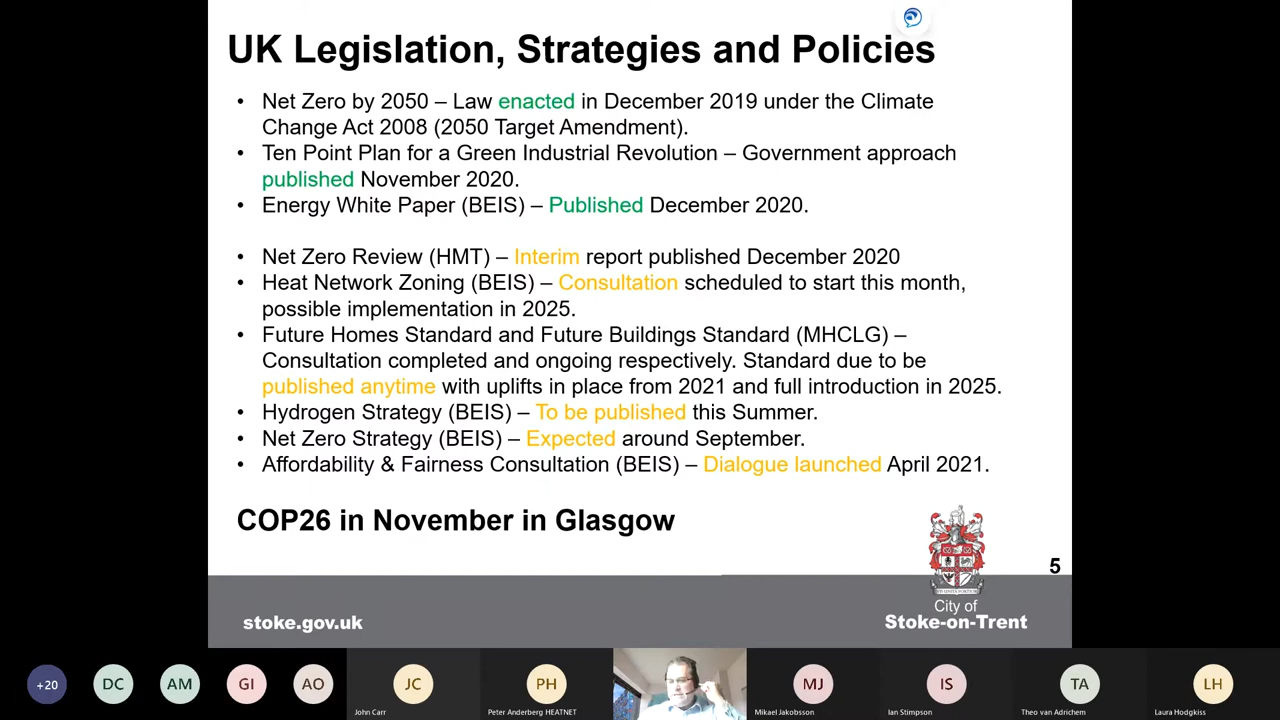 UK Legislation, Strategies and Policies
• Net Zero by 2050 – Law enacted in December 2019 under the Climate
Change Act 2008 (2050 Target Amendment).
• Ten Point Plan for a Green Industrial Revolution – Government approach
published November 2020.
• Energy White Paper (BEIS) – Published December 2020.
• Net Zero Review (HMT) – Interim report published December 2020
• Heat Network Zoning (BEIS) – Consultation scheduled to start this month,
possible implementation in 2025.
• Future Homes Standard and Future Buildings Standard (MHCLG) –
Consultation completed and ongoing respectively. Standard due to be
published anytime with uplifts in place from 2021 and full introduction in 2025.
• Hydrogen Strategy (BEIS) – To be published this Summer.
• Net Zero Strategy (BEIS) – Expected around September.
• Affordability & Fairness Consultation (BEIS) – Dialogue launched April 2021.
COP26 in November in Glasgow
5
stoke.gov.uk
City of
Stoke-on-Trent
+20
DC
AM
GI
AO
JC
John Carr
PH
Peter Anderberg HEATNET
MJ
Mikael Jakobsson
IS
Ian Stimpson
TA
Theo van Adrichem
LH
Laura Hodgkiss